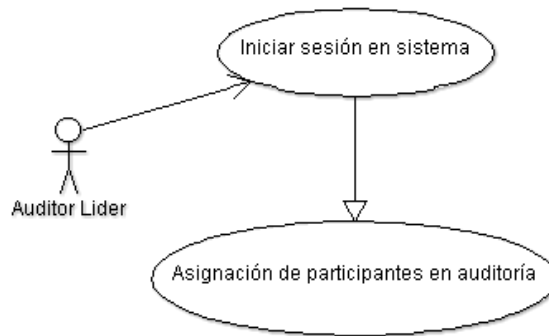 Iniciar sesión en sistema
Auditor Lider
Asignación de participantes en auditoría